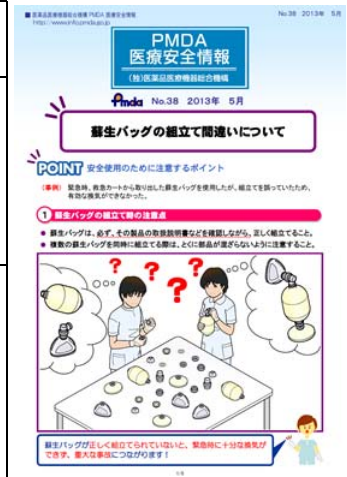 ■ 医薬品医療機器総合機構 PMDA 医療安全情報
No.38 2013年 5月
http://www.info.pmda.go.jp
PMDA
医療安全情報
(独)医薬品医療機器総合機構
Pmda No.38 2013年 5月
蘇生バッグの組立て間違いについて
POINT 安全使用のために注意するポイント
(事例) 緊急時、救急カートから取り出した蘇生バッグを使用したが、組立てを誤っていたため、
有効な換気ができなかった。
1 蘇生バッグの組立て時の注意点
● 蘇生バッグは、必ず、その製品の取扱説明書などを確認しながら、正しく組立てること。
● 複数の蘇生バッグを同時に組立てる際は、とくに部品が混ざらないように注意すること。
? ? ? ?
蘇生バッグが正しく組立てられていないと、緊急時に十分な換気が
できず、重大な事故につながります!